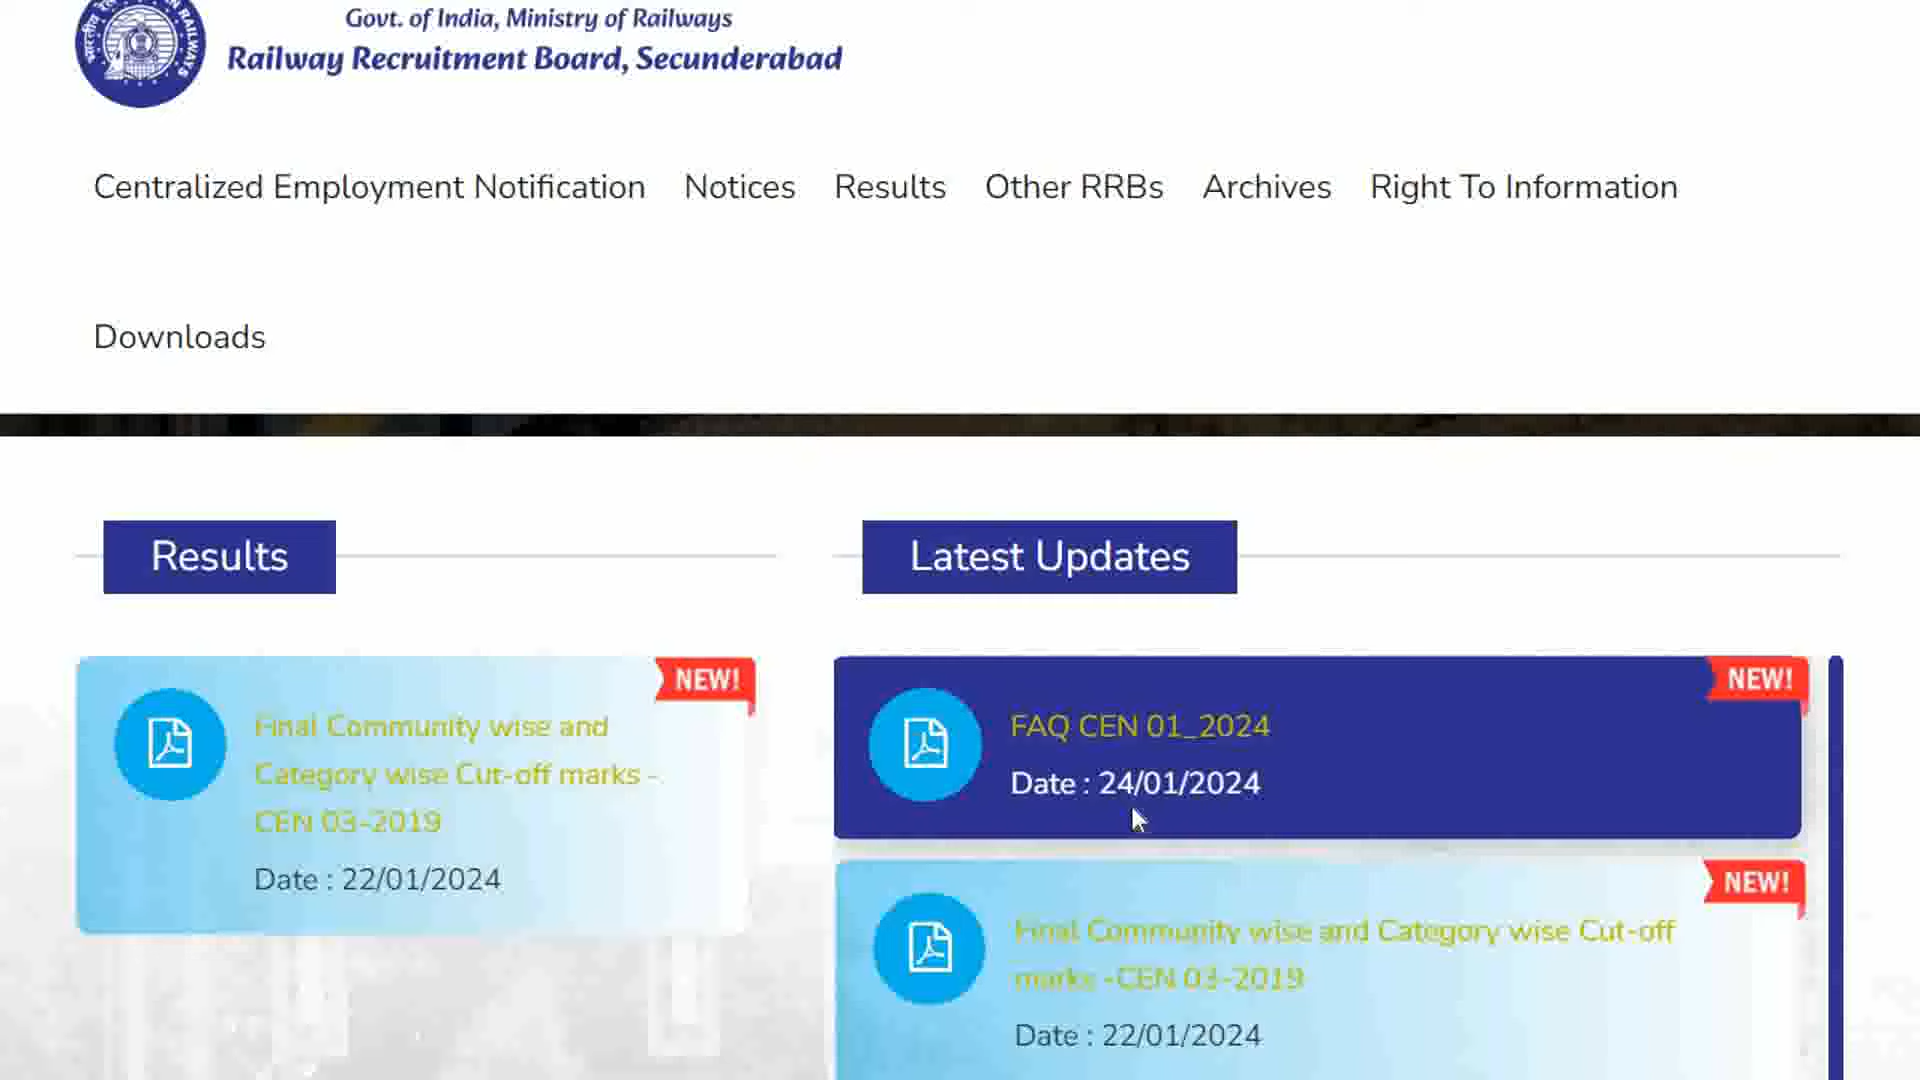 Govt. of India, Ministry of Railways
Railway Recruitment Board, Secunderabad
Centralized Employment Notification Notices Results Other RRBs Archives Right To Information
Downloads
Results
NEW!
Final Community wise and
Category wise Cut-off marks -
CEN 03-2019
Date : 22/01/2024
Latest Updates
NEW!
FAQ CEN 01_2024
Date : 24/01/2024
NEW!
Final Community wise and Category wise Cut-off
marks -CEN 03-2019
Date : 22/01/2024